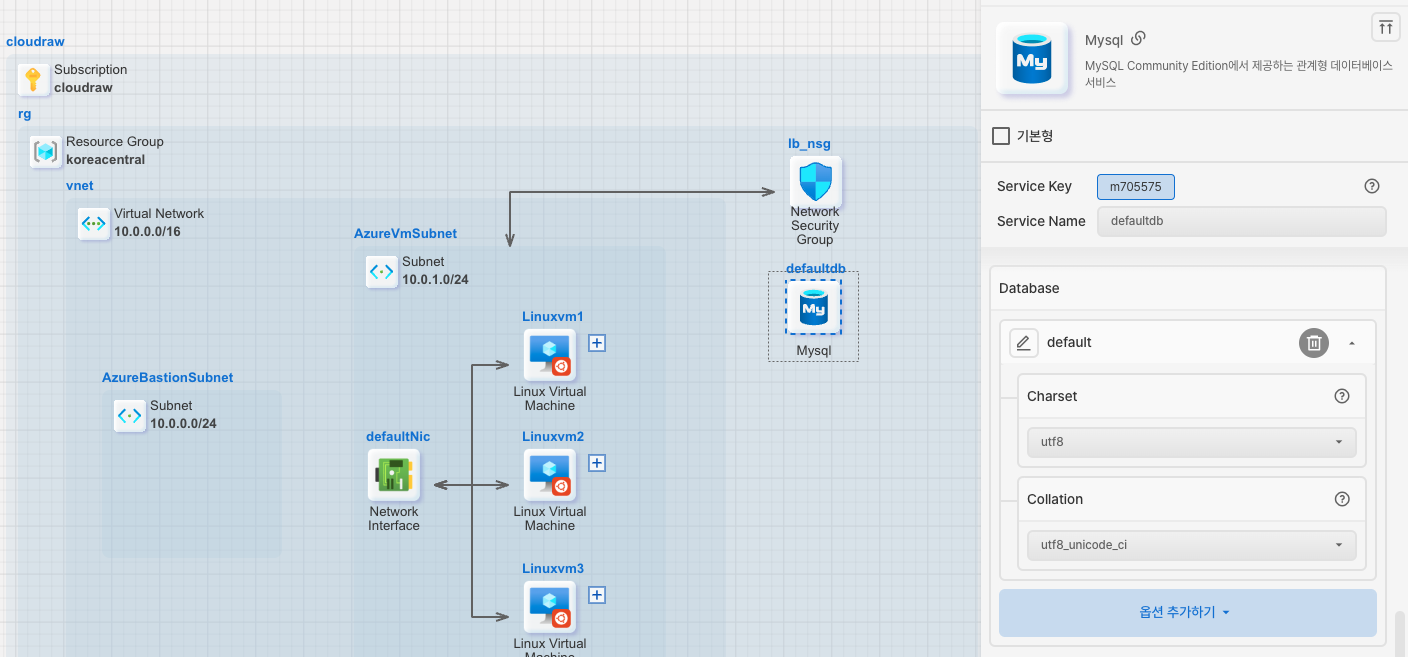 cloudraw
Subscription
cloudraw
rg
Resource Group
koreacentral
vnet
Virtual Network
10.0.0.0/16
AzureVmSubnet
Subnet
10.0.1.0/24
AzureBastionSubnet
Subnet
10.0.0.0/24
defaultNic
Network
Interface
Linuxvm1
Linux Virtual
Machine
Linuxvm2
Linux Virtual
Machine
Linuxvm3
Linux Virtual
Machine
lb_nsg
Network
Security
Group
defaultdb
My
Mysql
My
Mysql
MySQL Community Edition에서 제공하는 관계형 데이터베이스
서비스
기본형
Service Key
m705575
Service Name
defaultdb
Database
default
Charset
utf8
Collation
utf8_unicode_ci
옵션 추가하기